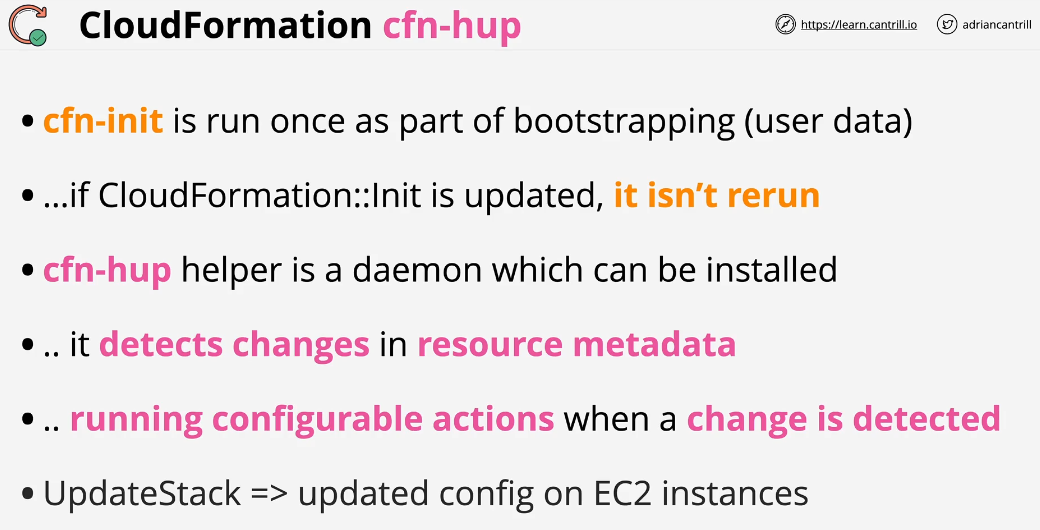 CloudFormation cfn-hup
https://learn.cantrill.io
adriancantrill
• cfn-init is run once as part of bootstrapping (user data)
• ...if CloudFormation::Init is updated, it isn’t rerun
• cfn-hup helper is a daemon which can be installed
• .. it detects changes in resource metadata
• .. running configurable actions when a change is detected
• UpdateStack => updated config on EC2 instances